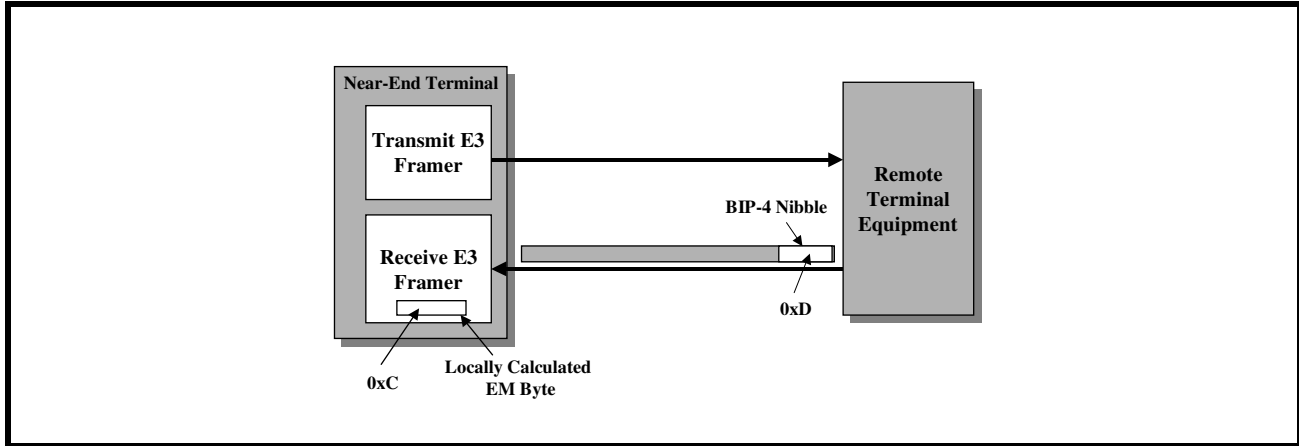 Near-End Terminal
Transmit E3
Framer
Receive E3
Framer
0xC
Locally Calculated
EM Byte
BIP-4 Nibble
0xD
Remote
Terminal
Equipment